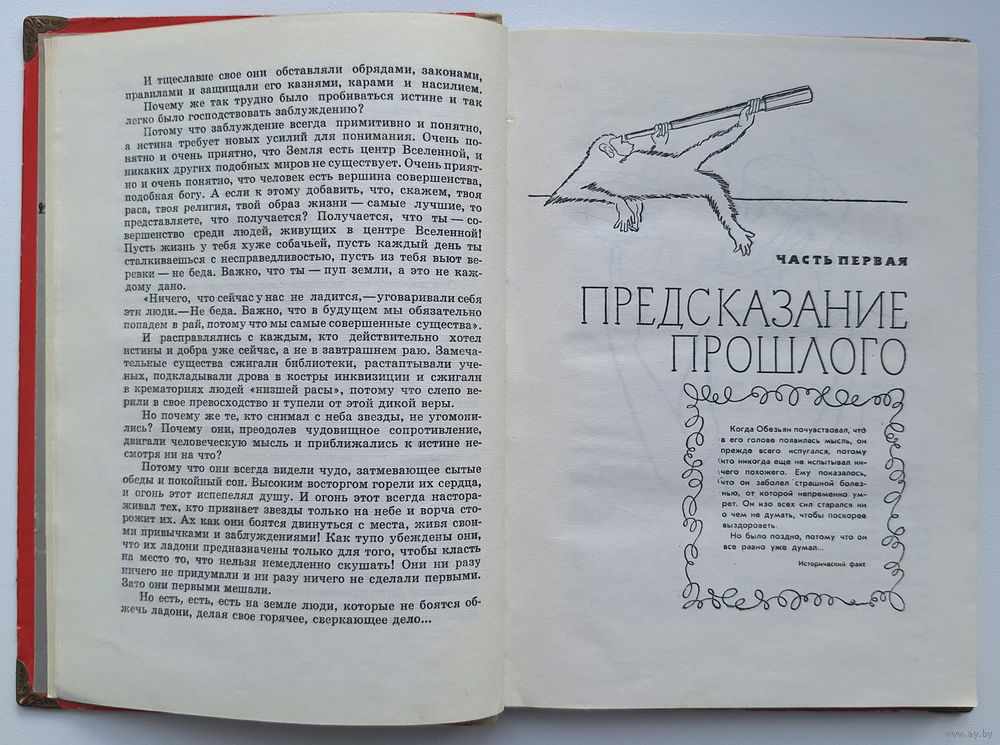 И тщеславие свое они обставляли обрядами, законами,
правилами и защищали его казнями, карами и насилием.
Почему же так трудно было пробиваться истине и так
легко было господствовать заблуждению?
Потому что заблуждение всегда примитивно и понятно,
а истина требует новых усилий для понимания. Очень по-
нятно и очень приятно, что Земля есть центр Вселенной, и
никаких других подобных миров не существует. Очень прият-
но и очень понятно, что человек есть вершина совершенства,
подобная богу. А если к этому добавить, что, скажем, твоя
раса, твоя религия, твой образ жизни — самые лучшие, то
представляете, что получается? Получается, что ты — со-
вершенство среди людей, живущих в центре Вселенной!
Пусть жизнь у тебя хуже собачьей, пусть каждый день ты
сталкиваешься с несправедливостью, пусть из тебя вьют ве-
ревки — не беда. Важно, что ты — пуп земли, а это не каж-
дому дано.
«Ничего, что сейчас у нас не ладится,— уговаривали себя
эти люди.— Не беда. Важно, что в будущем мы обязательно
попадем в рай, потому что мы самые совершенные существа».
И расправлялись с каждым, кто действительно хотел
истины и добра уже сейчас, а не в завтрашнем раю. Замеча-
тельные существа сжигали библиотеки, растаптывали уче-
ных, подкладывали дрова в костры инквизиции и сжигали
в крематориях людей «низшей расы», потому что слепо ве-
рили в свое превосходство и тупели от этой дикой веры.
Но почему же те, кто снимал с неба звезды, не угомони-
лись? Почему они, преодолев чудовищное сопротивление,
двигали человеческую мысль и приближались к истине не-
смотря ни на что?
Потому что они всегда видели чудо, затмевающее сытые
обеды и покойный сон. Высоким восторгом горели их сердца,
и огонь этот испепелял душу. И огонь этот всегда настора-
живал тех, кто признает звезды только на небе и ворча сто-
рожит их. Ах как они боятся двинуться с места, живя свои-
ми привычками и заблуждениями! Как тупо убеждены они,
что их ладони предназначены только для того, чтобы класть
на место то, что нельзя немедленно скушать! Они ни разу
ничего не придумали и ни разу ничего не сделали первыми.
Зато они первыми мешали.
Но есть, есть, есть на земле люди, которые не боятся об-
жечь ладони, делая свое горячее, сверкающее дело...
ЧАСТЬ ПЕРВАЯ
ПРЕДСКАЗАНИЕ
ПРОШЛОГО
Когда Обезьян почувствовал, что
в его голове появилась мысль, он
прежде всего испугался, потому
что никогда еще не испытывал ни-
чего похожего. Ему показалось,
что он заболел страшной болез-
нью, от которой непременно ум-
рет. Он изо всех сил старался ни
о чем не думать, чтобы поскорее
выздороветь.
Но было поздно, потому что он
все равно уже думал...
Исторический факт
www.ay.by